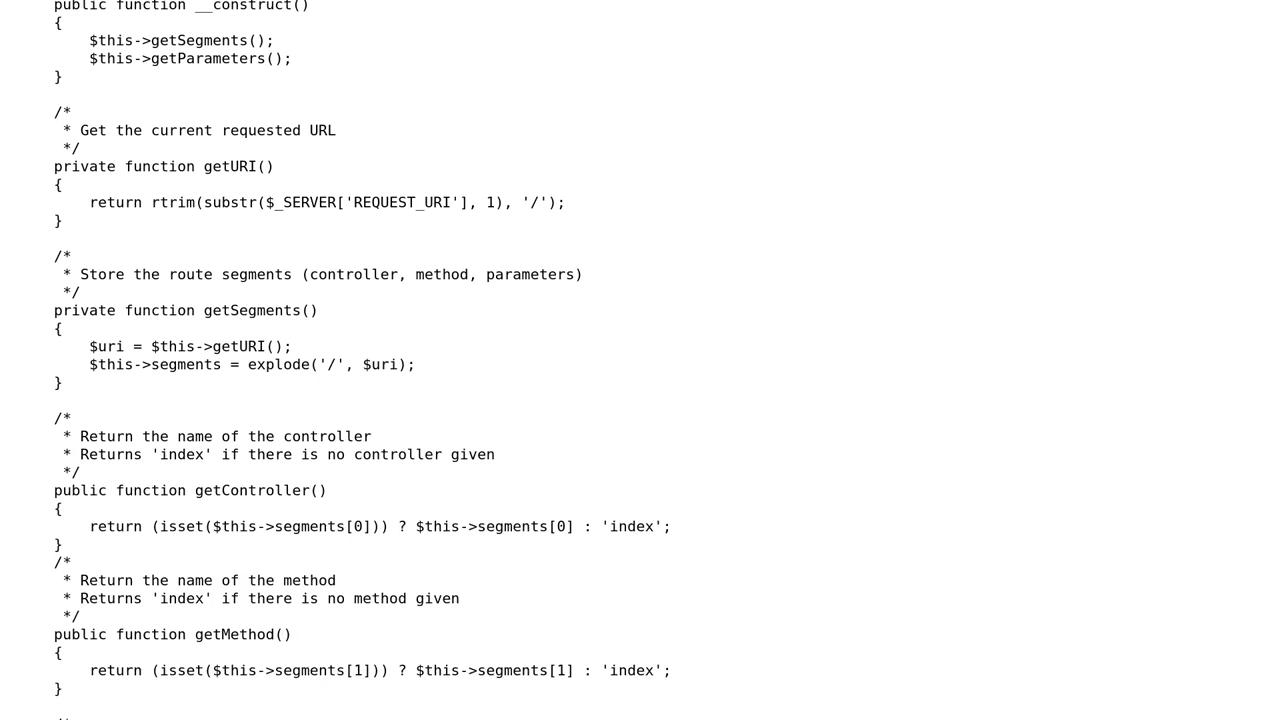 public function __construct()
{
    $this->getSegments();
    $this->getParameters();
}

/*
 * Get the current requested URL
 */
private function getURI()
{
    return rtrim(substr($_SERVER['REQUEST_URI'], 1), '/');
}

/*
 * Store the route segments (controller, method, parameters)
 */
private function getSegments()
{
    $uri = $this->getURI();
    $this->segments = explode('/', $uri);
}

/*
 * Return the name of the controller
 * Returns 'index' if there is no controller given
 */
public function getController()
{
    return (isset($this->segments[0])) ? $this->segments[0] : 'index';
}
/*
 * Return the name of the method
 * Returns 'index' if there is no method given
 */
public function getMethod()
{
    return (isset($this->segments[1])) ? $this->segments[1] : 'index';
}